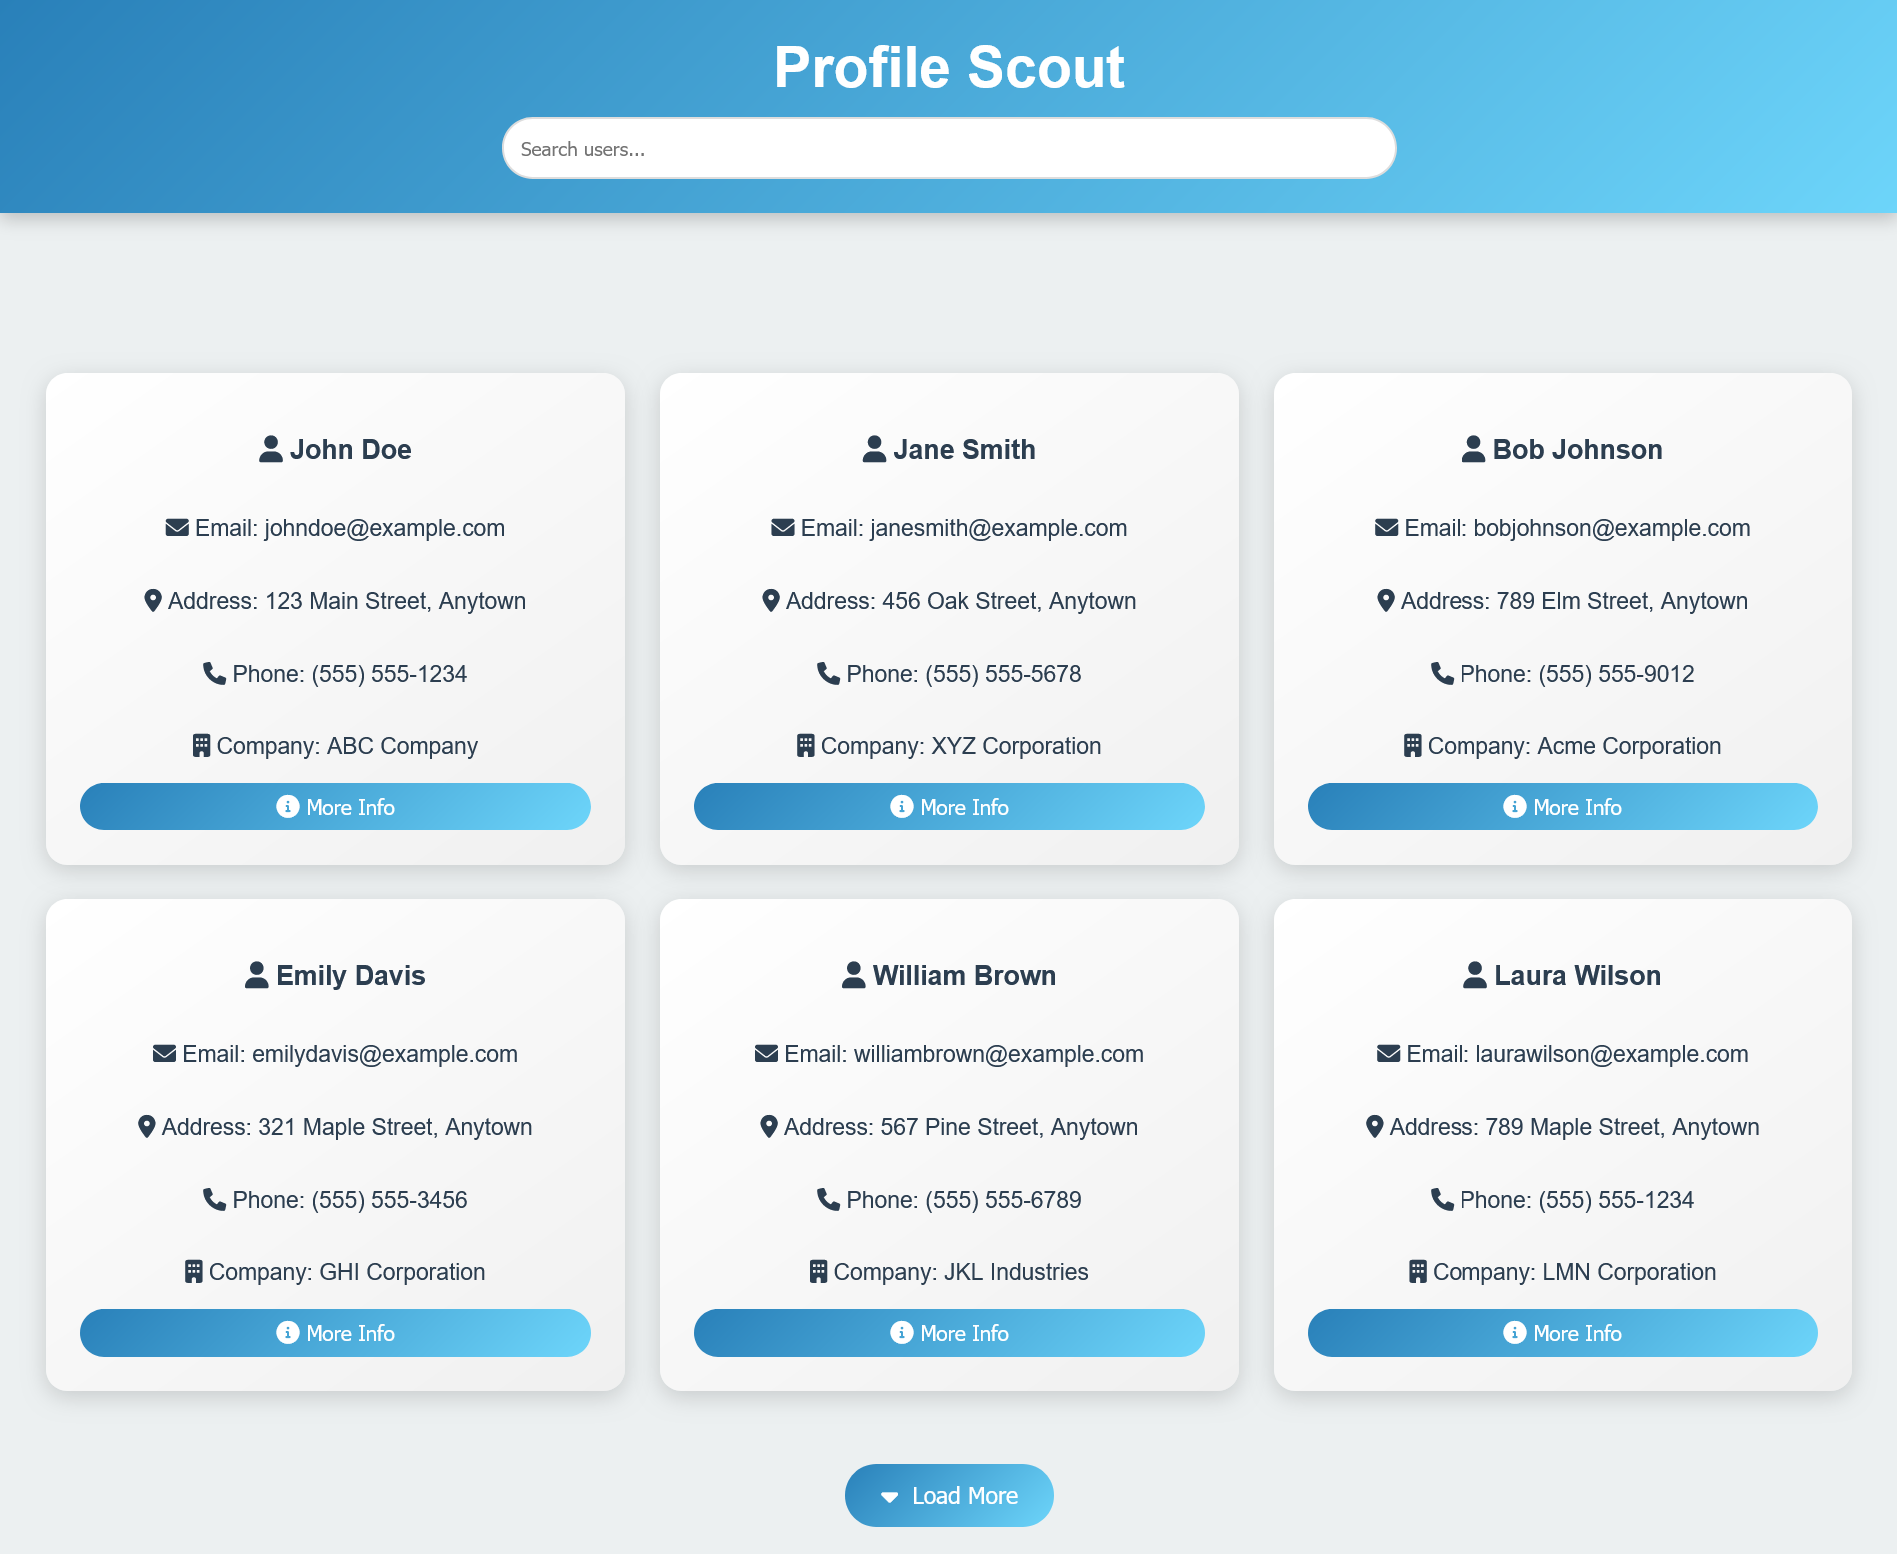 Profile Scout
Search users...
John Doe
Email: johndoe@example.com
Address: 123 Main Street, Anytown
Phone: (555) 555-1234
Company: ABC Company
More Info
Jane Smith
Email: janesmith@example.com
Address: 456 Oak Street, Anytown
Phone: (555) 555-5678
Company: XYZ Corporation
More Info
Bob Johnson
Email: bobjohnson@example.com
Address: 789 Elm Street, Anytown
Phone: (555) 555-9012
Company: Acme Corporation
More Info
Emily Davis
Email: emilydavis@example.com
Address: 321 Maple Street, Anytown
Phone: (555) 555-3456
Company: GHI Corporation
More Info
William Brown
Email: williambrown@example.com
Address: 567 Pine Street, Anytown
Phone: (555) 555-6789
Company: JKL Industries
More Info
Laura Wilson
Email: laurawilson@example.com
Address: 789 Maple Street, Anytown
Phone: (555) 555-1234
Company: LMN Corporation
More Info
Load More